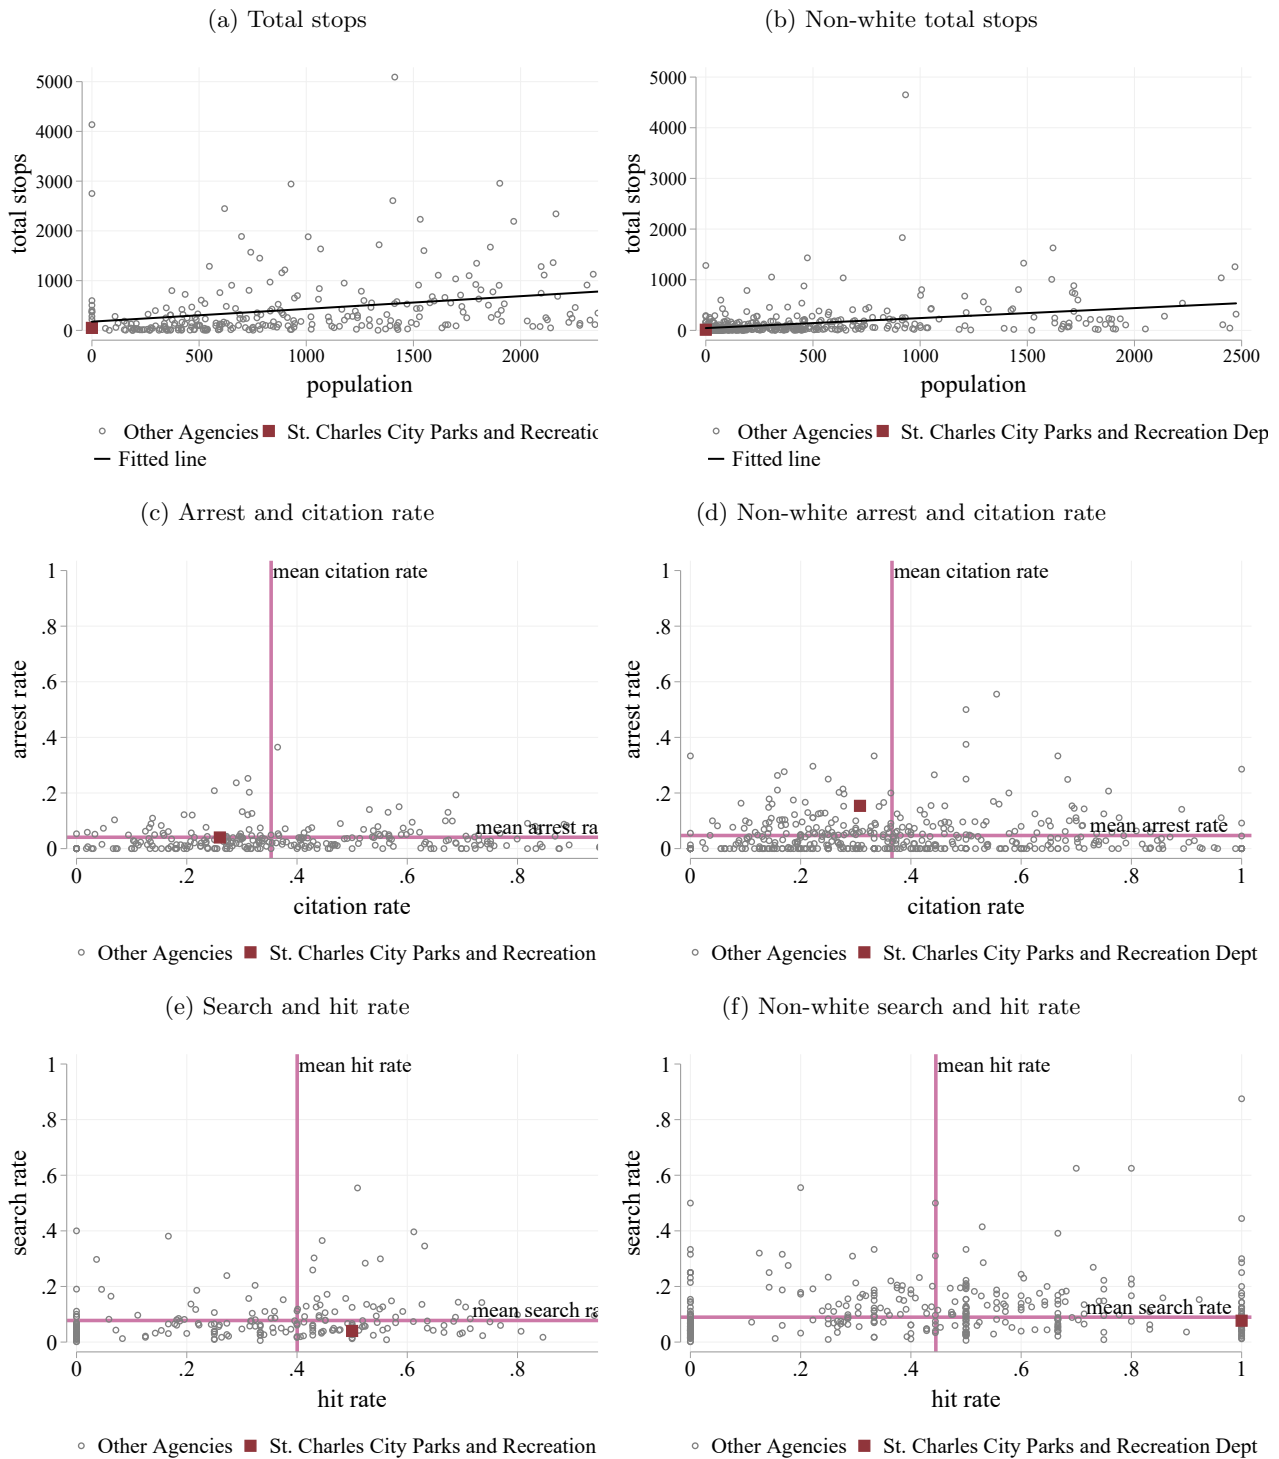 (a) Total stops
total stops
5000
4000
3000
2000
1000
0
0 500 1000 1500 2000
population
Other Agencies St. Charles City Parks and Recreatio
Fitted line
(b) Non-white total stops
total stops
5000
4000
3000
2000
1000
0
0 500 1000 1500 2000 2500
population
Other Agencies St. Charles City Parks and Recreation Dep
Fitted line
(c) Arrest and citation rate
arrest rate
1
.8
.6
.4
.2
0
mean citation rate
mean arrest ra
0 .2 .4 .6 .8
citation rate
Other Agencies St. Charles City Parks and Recreation
(d) Non-white arrest and citation rate
arrest rate
1
.8
.6
.4
.2
0
mean citation rate
mean arrest rate
0 .2 .4 .6 .8 1
citation rate
Other Agencies St. Charles City Parks and Recreation Dept
(e) Search and hit rate
search rate
1
.8
.6
.4
.2
0
mean hit rate
mean search ra
0 .2 .4 .6 .8
hit rate
Other Agencies St. Charles City Parks and Recreation
(f) Non-white search and hit rate
search rate
1
.8
.6
.4
.2
0
mean hit rate
mean search rate
0 .2 .4 .6 .8 1
hit rate
Other Agencies St. Charles City Parks and Recreation Dept